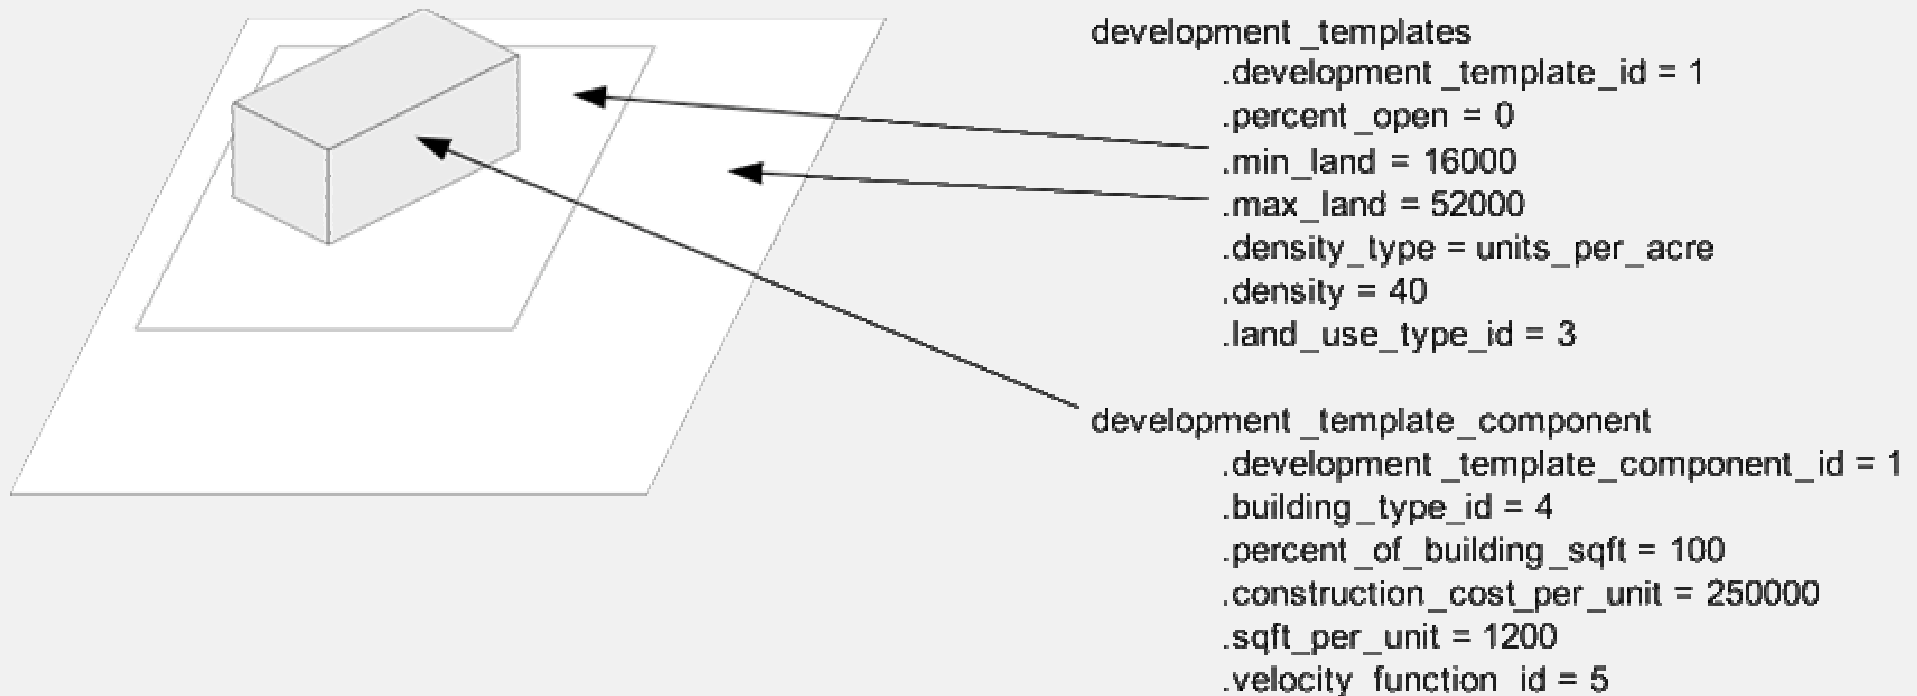 development_templates
.development_template_id = 1
.percent_open = 0
.min_land = 16000
.max_land = 52000
.density_type = units_per_acre
.density = 40
.land_use_type_id = 3
development_template_component
.development_template_component_id = 1
.building_type_id = 4
.percent_of_building_sqft = 100
.construction_cost_per_unit = 250000
.sqft_per_unit = 1200
.velocity_function_id = 5